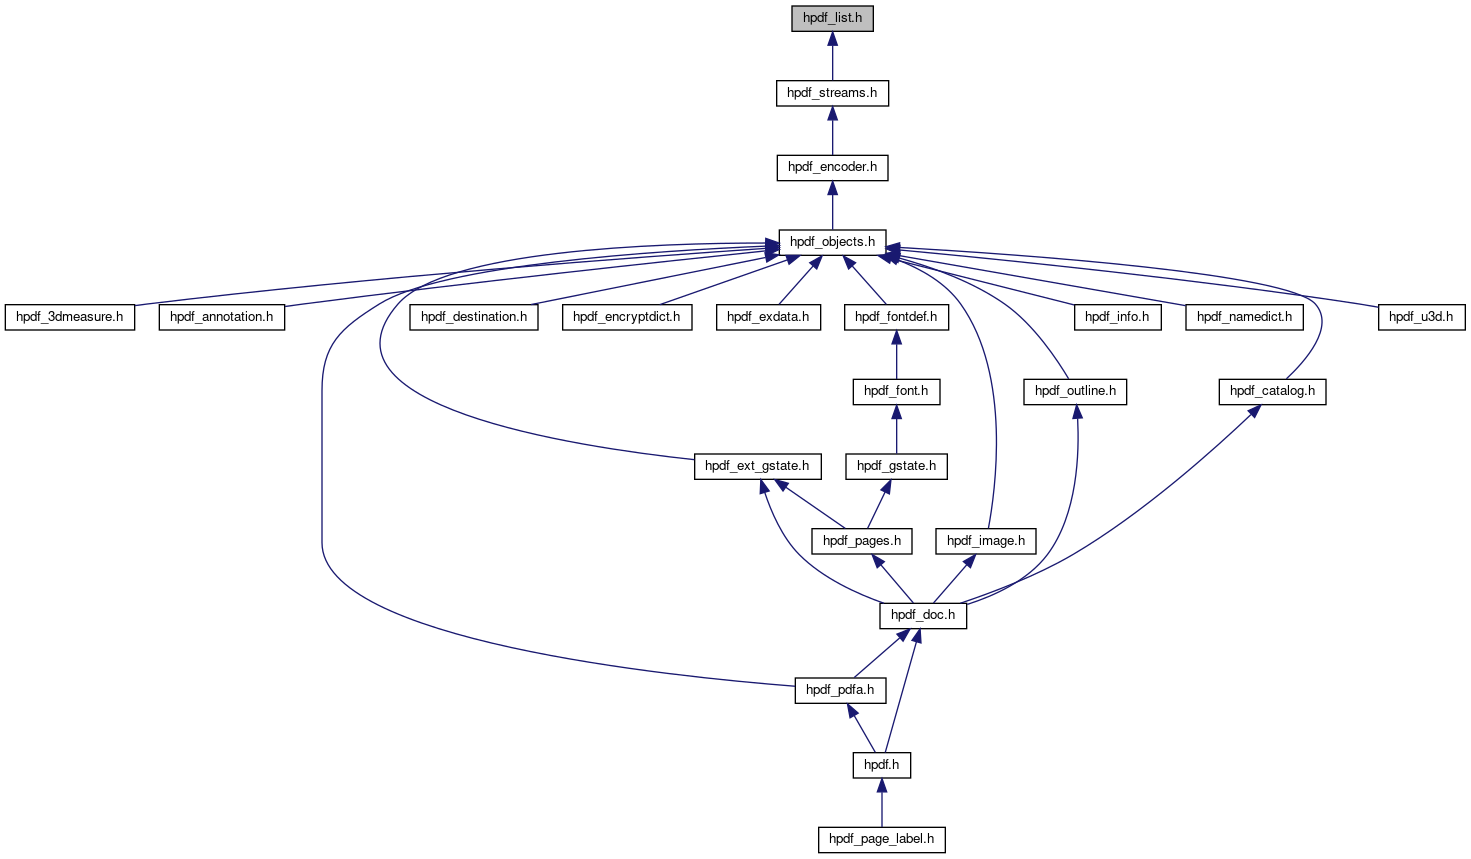 hpdf_list.h
hpdf_streams.h
hpdf_encoder.h
hpdf_objects.h
hpdf_3dmeasure.h
hpdf_annotation.h
hpdf_destination.h
hpdf_encryptdict.h
hpdf_exdata.h
hpdf_fontdef.h
hpdf_info.h
hpdf_namedict.h
hpdf_u3d.h
hpdf_font.h
hpdf_outline.h
hpdf_catalog.h
hpdf_ext_gstate.h
hpdf_gstate.h
hpdf_pages.h
hpdf_image.h
hpdf_doc.h
hpdf_pdfa.h
hpdf.h
hpdf_page_label.h